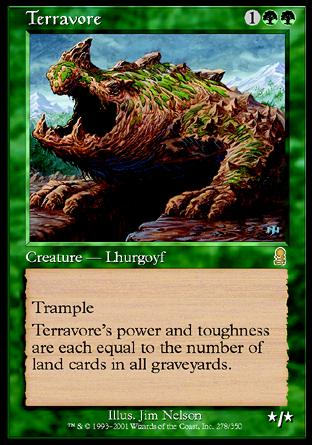 Terravore 1
Creature — Lhurgoyf
Trample
Terravore's power and toughness
are each equal to the number of
land cards in all graveyards.
*/*
Illus. Jim Nelson
™ & © 1993–2001 Wizards of the Coast, Inc. 278/350